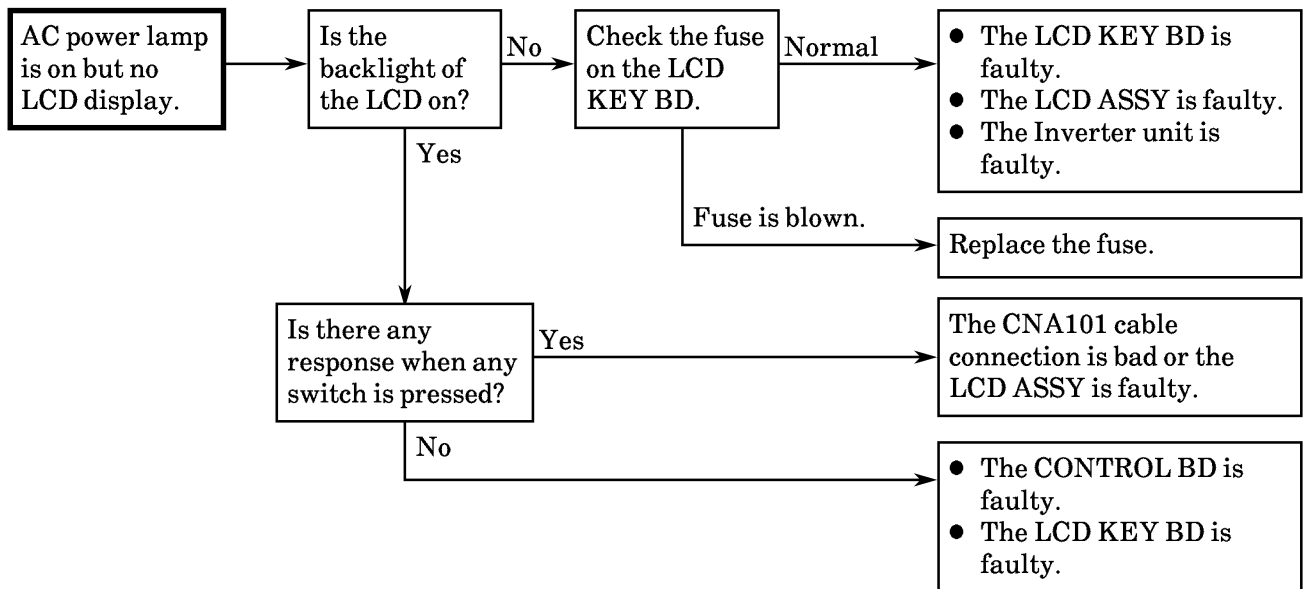 AC power lamp
is on but no
LCD display.
Is the
backlight of
the LCD on?
No
Check the fuse
on the LCD
KEY BD.
Normal
● The LCD KEY BD is
faulty.
● The LCD ASSY is faulty.
● The Inverter unit is
faulty.
Yes
Fuse is blown.
Replace the fuse.
Is there any
response when any
switch is pressed?
Yes
The CNA101 cable
connection is bad or the
LCD ASSY is faulty.
No
● The CONTROL BD is
faulty.
● The LCD KEY BD is
faulty.